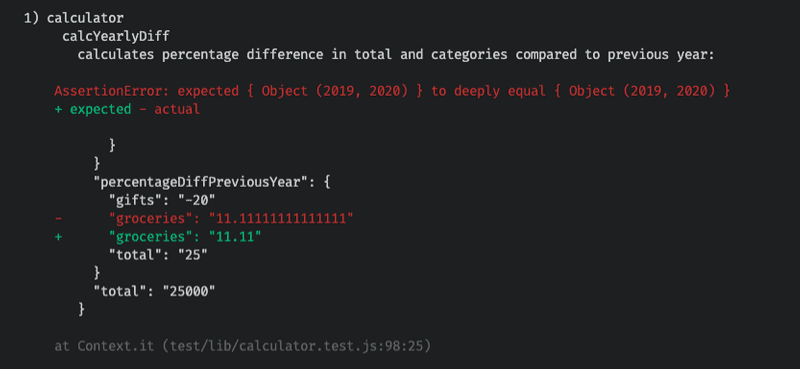 1) calculator
calcYearlyDiff
calculates percentage difference in total and categories compared to previous year:
AssertionError: expected { Object (2019, 2020) } to deeply equal { Object (2019, 2020) }
+ expected - actual
}
}
"percentageDiffPreviousYear": {
"gifts": "-20"
- "groceries": "11.11111111111111"
+ "groceries": "11.11"
"total": "25"
}
"total": "25000"
}
at Context.it (test/lib/calculator.test.js:98:25)